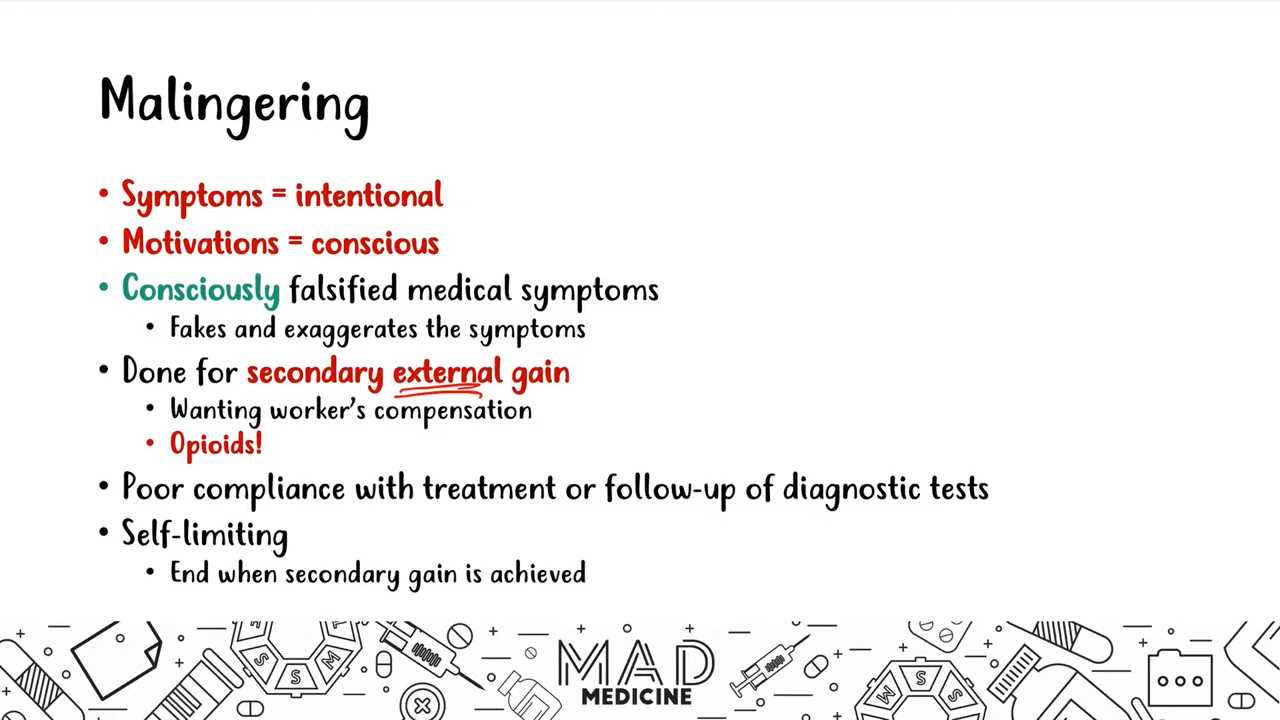 Malingering
• Symptoms = intentional
• Motivations = conscious
• Consciously falsified medical symptoms
• Fakes and exaggerates the symptoms
• Done for secondary external gain
• Wanting worker's compensation
• Opioids!
• Poor compliance with treatment or follow-up of diagnostic tests
• Self-limiting
• End when secondary gain is achieved
MAD
MEDICINE
S S M
M S S